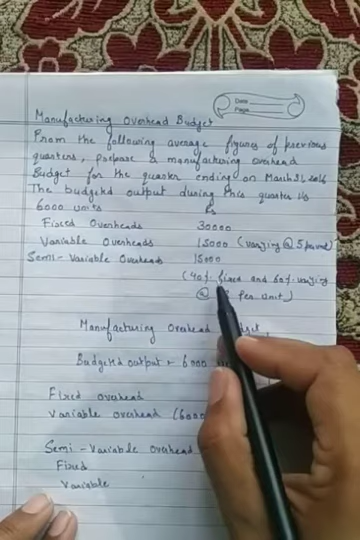 Date
Page
Manufacturing Overhead Budget
From the following average figures of previous
quarters, prepare a manufacturing overhead
Budget for the quarter ending on March 31, 2016
The budgeted output during this quarter is
6000 units Rs
Fixed Overheads 30000
Variable Overheads 15000 (varying @ 5 per unit)
Semi-Variable Overheads 15000
(40% fixed and 60% varying
@ per unit)
Manufacturing Overhead Budget
Budgeted output - 6000
Fixed overhead
Variable overhead (6000
Semi-Variable overhead
Fixed
Variable